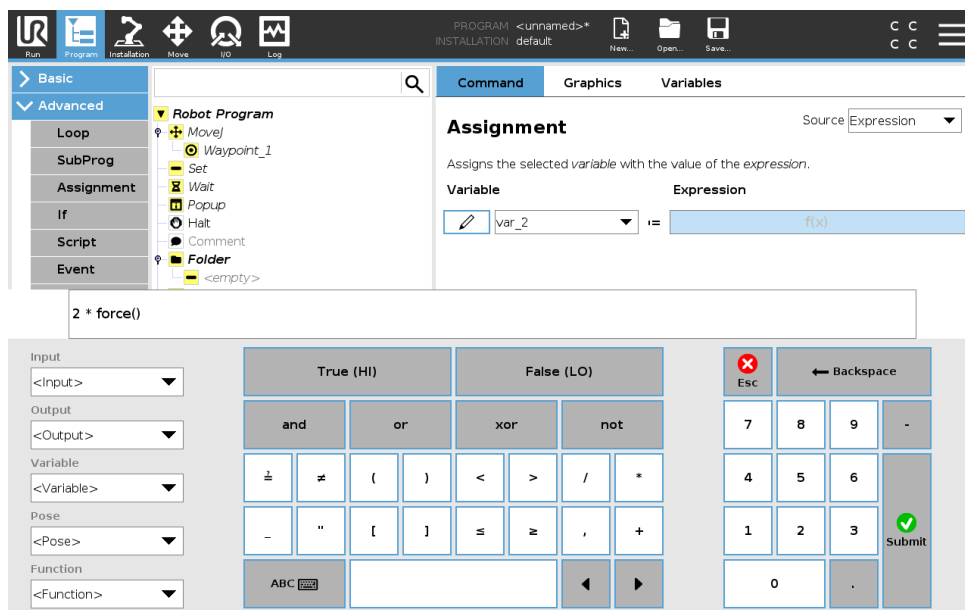 PROGRAM <unnamed>*
INSTALLATION default
Run Program Installation Move I/O Log New... Open... Save...
C C
C C
Basic
Advanced
Loop
SubProg
Assignment
If
Script
Event
Robot Program
MoveJ
Waypoint_1
Set
Wait
Popup
Halt
Comment
Folder
<empty>
Command Graphics Variables
Assignment
Source Expression
Assigns the selected variable with the value of the expression.
Variable Expression
var_2 := f(x)
2 * force()
Input
<Input>
Output
<Output>
Variable
<Variable>
Pose
<Pose>
Function
<Function>
True (HI) False (LO)
and or xor not
≟ ≠ ( ) < > / *
_ " [ ] ≤ ≥ , +
ABC
Esc Backspace
7 8 9 -
4 5 6
1 2 3 Submit
0 .